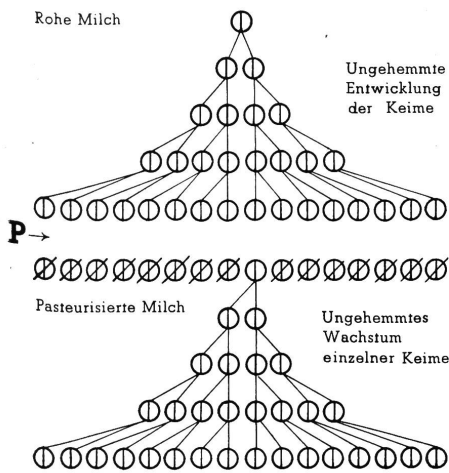 Rohe Milch
Ungehemmte
Entwicklung
der Keime
P→
Pasteurisierte Milch
Ungehemmtes
Wachstum
einzelner Keime